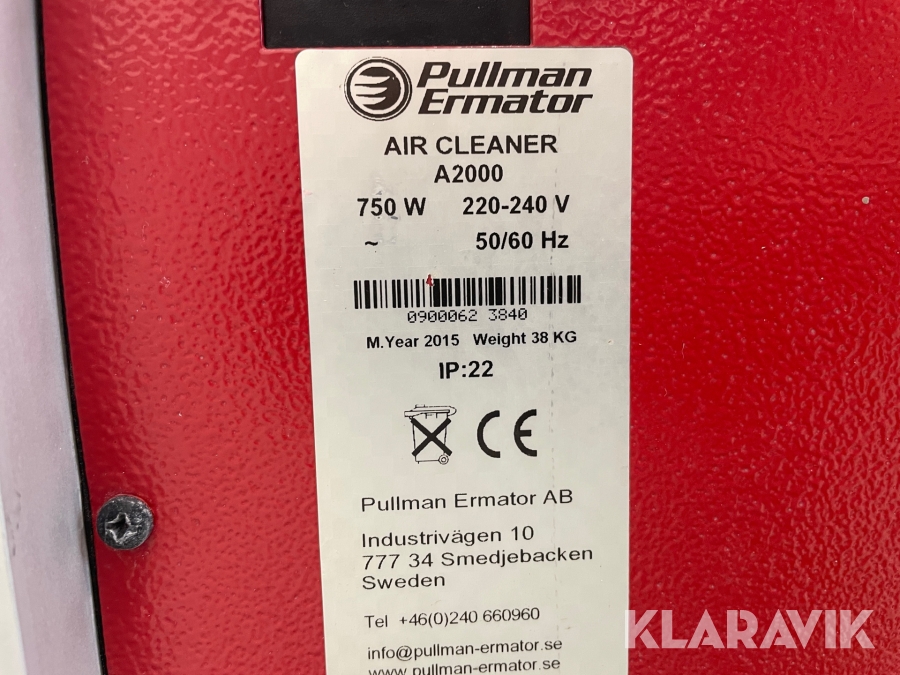 Pullman
Ermator
AIR CLEANER
A2000
750 W 220-240 V
~ 50/60 Hz
0900062 3840
M.Year 2015 Weight 38 KG
IP:22
CE
Pullman Ermator AB
Industrivägen 10
777 34 Smedjebacken
Sweden
Tel +46(0)240 660960
info@pullman-ermator.se
www.pullman-ermator.se
KLARAVIK